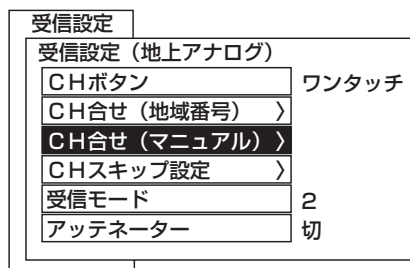 受信設定
受信設定（地上アナログ）
ＣＨボタン ワンタッチ
ＣＨ合せ（地域番号） 〉
ＣＨ合せ（マニュアル） 〉
ＣＨスキップ設定 〉
受信モード ２
アッテネーター 切